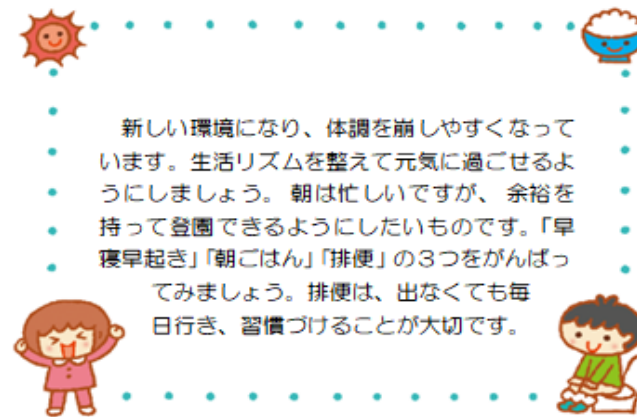 新しい環境になり、体調を崩しやすくなって
います。生活リズムを整えて元気に過ごせるよ
うにしましょう。朝は忙しいですが、余裕を
持って登園できるようにしたいものです。「早
寝早起き」「朝ごはん」「排便」の３つをがんばっ
てみましょう。排便は、出なくても毎
日行き、習慣づけることが大切です。